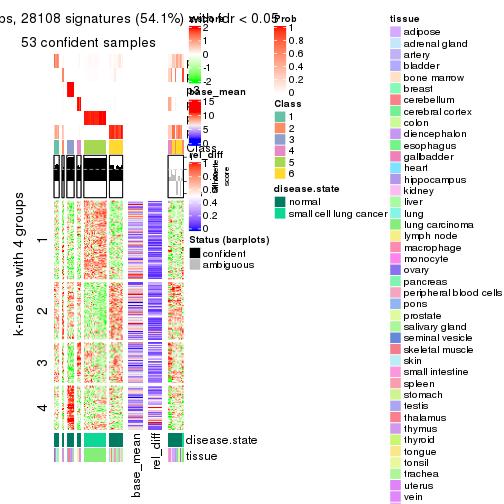 ps, 28108 signatures (54.1%) with fdr < 0.05
53 confident samples
p3
Class
k-means with 4 groups
1
2
3
4
disease.state
tissue
base_mean
rel_diff
2
1
0
-1
-2
base_mean
15
10
5
0
rel_diff
1
0.8
0.4
0.2
0
Silhouette
score
Status (barplots)
confident
ambiguous
Prob
1
0.8
0.6
0.4
0.2
0
Class
1
2
3
4
5
6
disease.state
normal
small cell lung cancer
tissue
adipose
adrenal gland
artery
bladder
bone marrow
breast
cerebellum
cerebral cortex
colon
diencephalon
esophagus
gallbadder
heart
hippocampus
kidney
liver
lung
lung carcinoma
lymph node
macrophage
monocyte
ovary
pancreas
peripheral blood cells
pons
prostate
salivary gland
seminal vesicle
skeletal muscle
skin
small intestine
spleen
stomach
testis
thalamus
thymus
thyroid
tongue
tonsil
trachea
uterus
vein